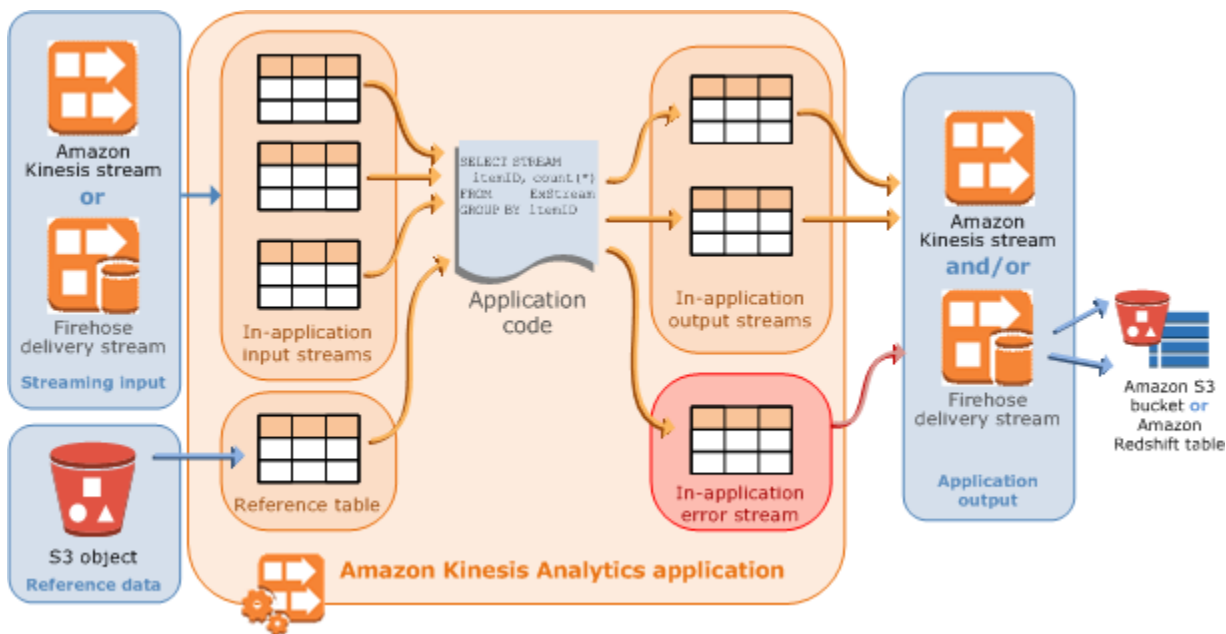 Amazon
Kinesis stream
or
Firehose
delivery stream
Streaming input
S3 object
Reference data
In-application
input streams
Reference table
SELECT STREAM
ItemID, count(*)
FROM ExStream
GROUP BY ItemID
Application
code
In-application
output streams
In-application
error stream
Amazon Kinesis Analytics application
Amazon
Kinesis stream
and/or
Firehose
delivery stream
Application
output
Amazon S3
bucket or
Amazon
Redshift table